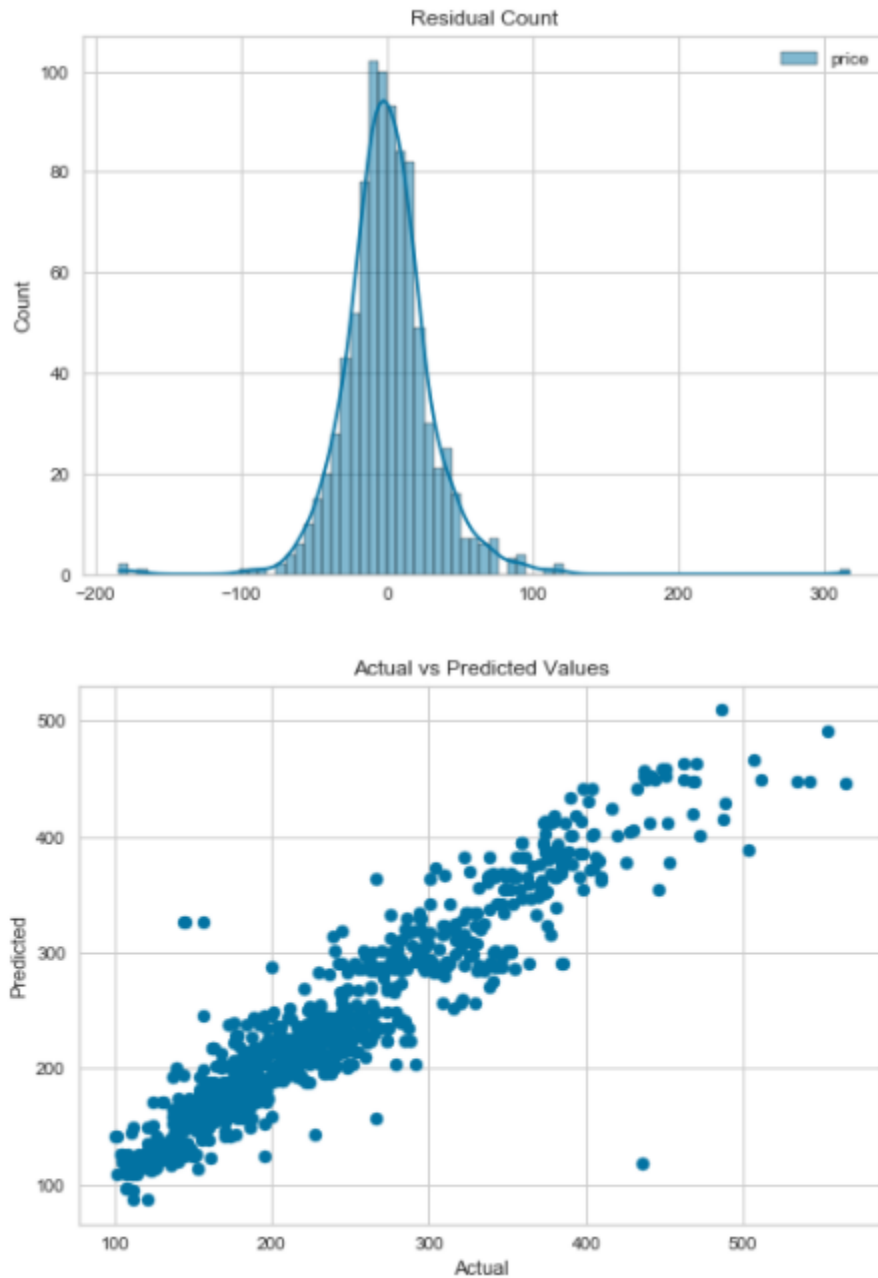 Residual Count
price
100
80
60
40
20
0
Count
−200 −100 0 100 200 300
Actual vs Predicted Values
500
400
300
200
100
Predicted
100 200 300 400 500
Actual